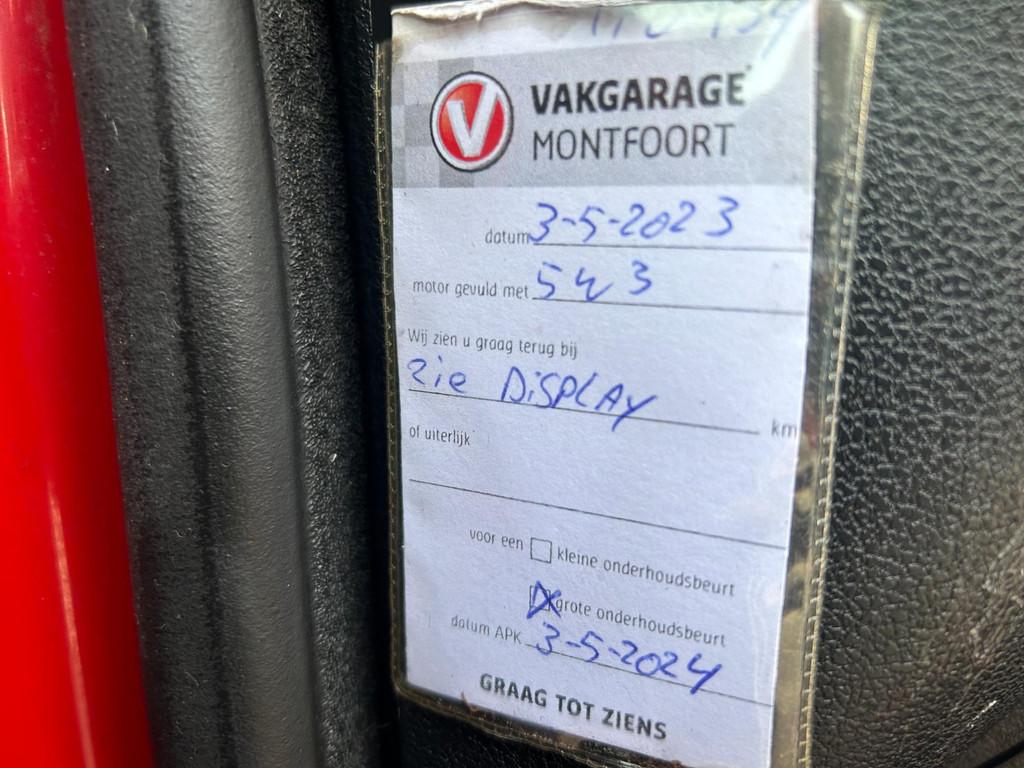 V
VAKGARAGE
MONTFOORT
datum 3-5-2023
motor gevuld met 5W3
Wij zien u graag terug bij
zie DiSPLAY km
of uiterlijk
voor een kleine onderhoudsbeurt
X grote onderhoudsbeurt
datum APK 3-5-2024
GRAAG TOT ZIENS